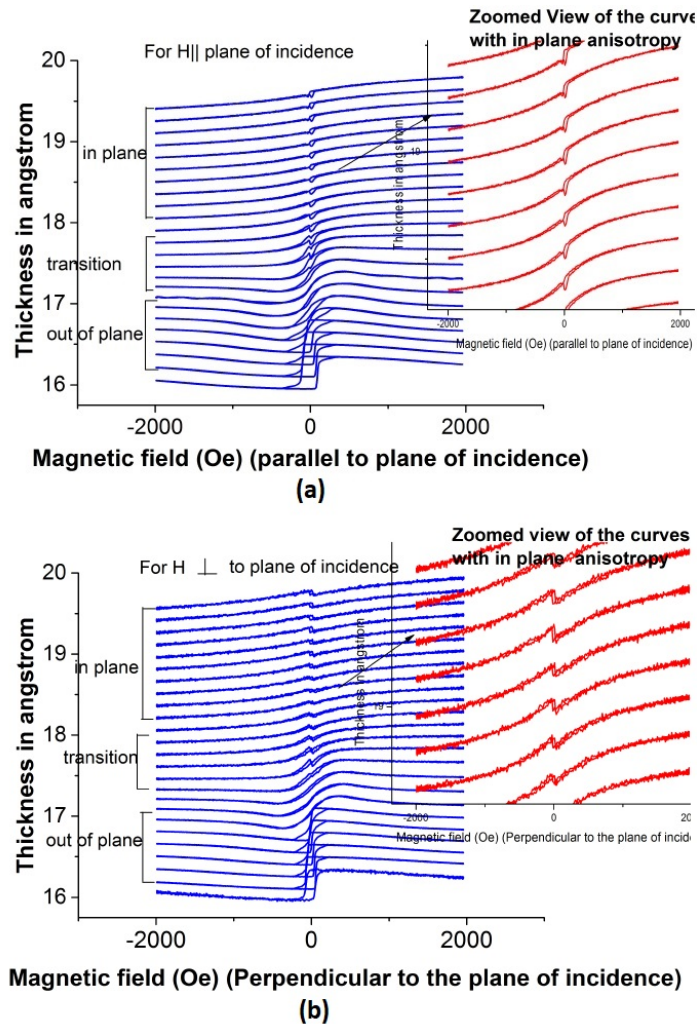 Zoomed View of the curve
with in plane anisotropy
For H|| plane of incidence
20
19
18
17
16
in plane
transition
out of plane
Thickness in angstrom
-2000
0
2000
Magnetic field (Oe) (parallel to plane of incidence)
Thickness in angstrom
19
-2000
0
2000
Magnetic field (Oe) (parallel to plane of incidence)
(a)
Zoomed view of the curves
with in plane anisotropy
For H ⊥ to plane of incidence
20
19
18
17
16
in plane
transition
out of plane
Thickness in angstrom
-2000
0
2000
Magnetic field (Oe) (Perpendicular to the plane of incidence)
Thickness in angstrom
19
-2000
0
20
Magnetic field (Oe) (Perpendicular to the plane of incid
(b)